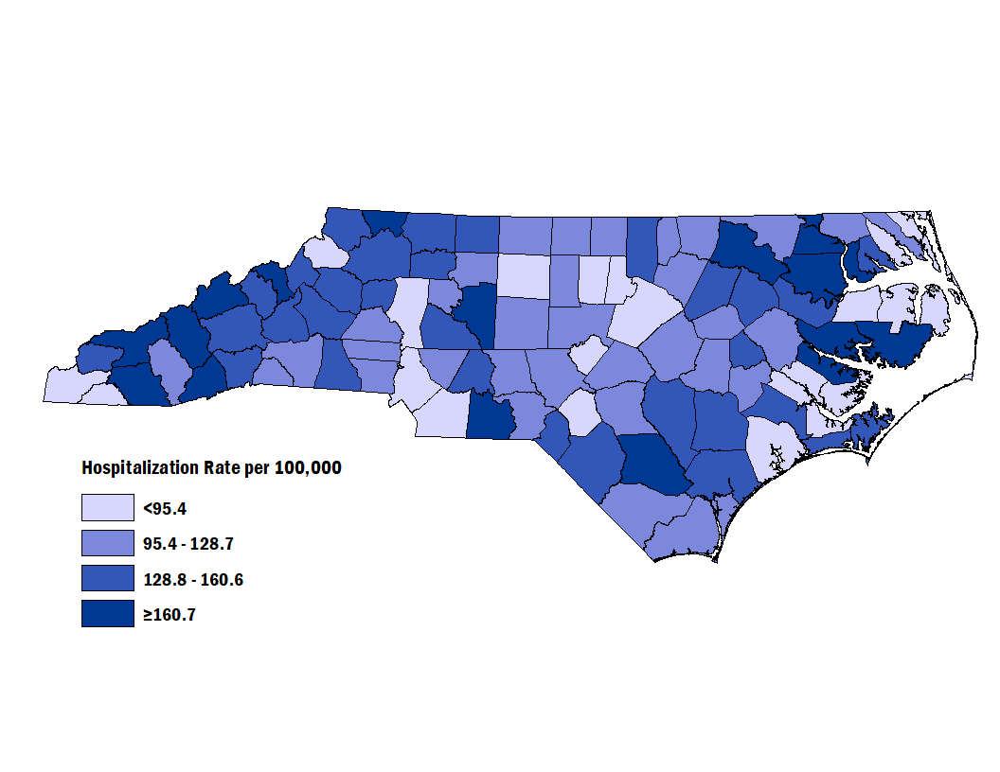 Hospitalization Rate per 100,000
<95.4
95.4 - 128.7
128.8 - 160.6
≥160.7